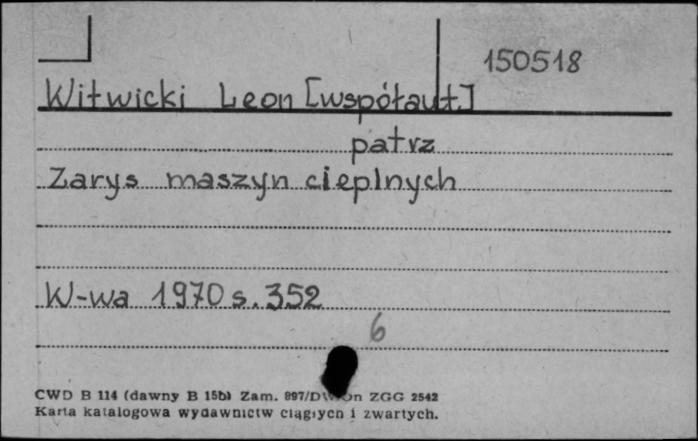 150518
Witwicki Leon [współaut.]
patrz
Zarys maszyn cieplnych
W-wa 1970 s. 352
6
CWD B 114 (dawny B 15b) Zam. 897/ ZGG 2542
Karta katalogowa wydawnictw ciągłych i zwartych.